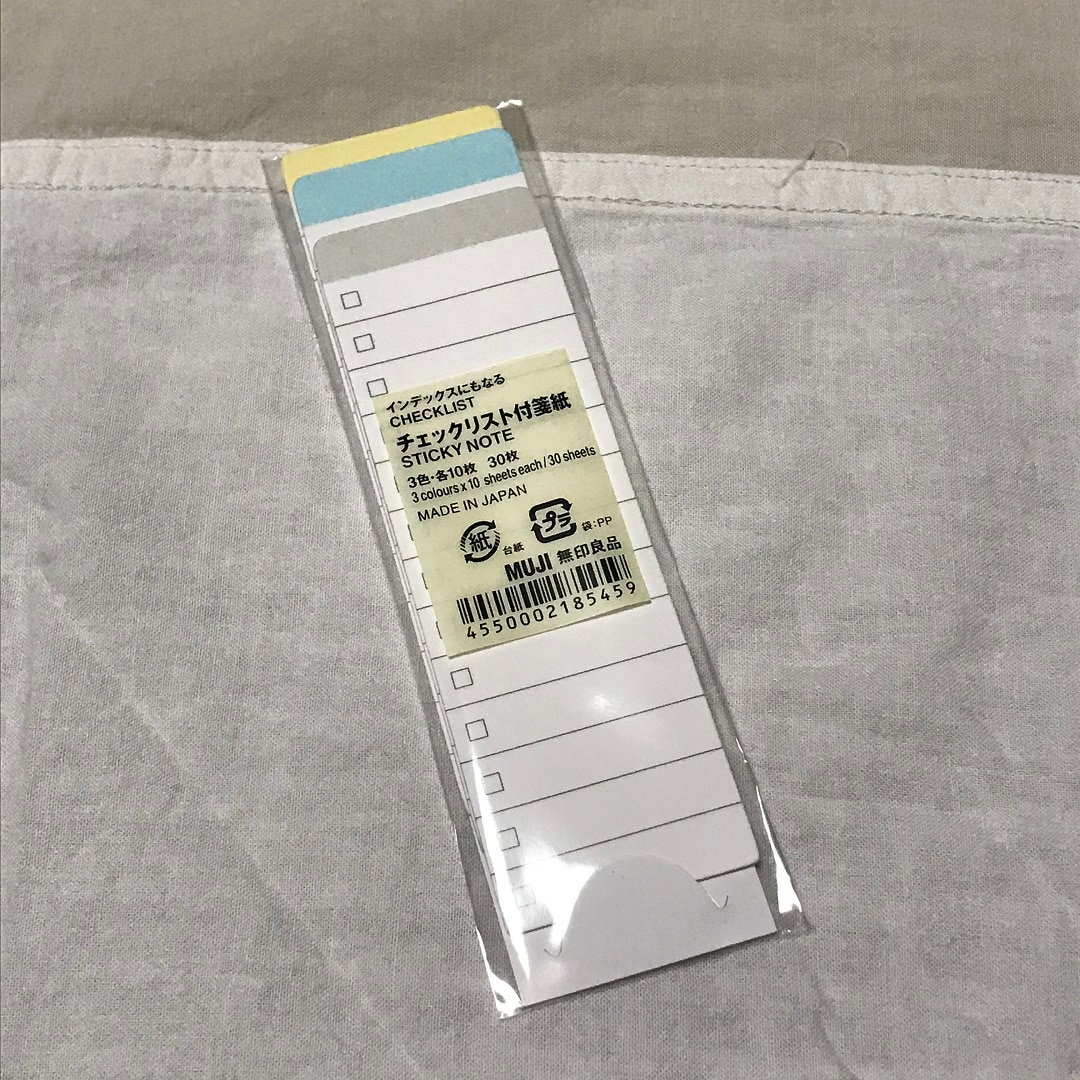 インデックスにもなる
CHECKLIST
チェックリスト付箋紙
STICKY NOTE
3色・各10枚 30枚
3 colours x 10 sheets each / 30 sheets
MADE IN JAPAN
紙 台紙 プラ 袋:PP
MUJI 無印良品
4550002185459